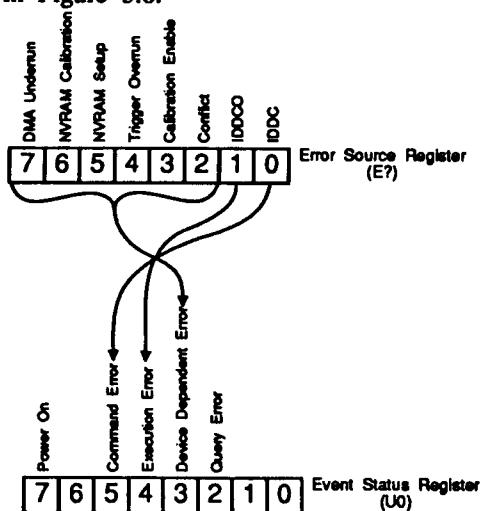 in Figure 3.8.
DMA Underrun
NVRAM Calibration
NVRAM Setup
Trigger Overrun
Calibration Enable
Conflict
IDDCO
IDDC
7 6 5 4 3 2 1 0
Error Source Register
(E?)
Power On
Command Error
Execution Error
Device Dependent Error
Query Error
7 6 5 4 3 2 1 0
Event Status Register
(U0)